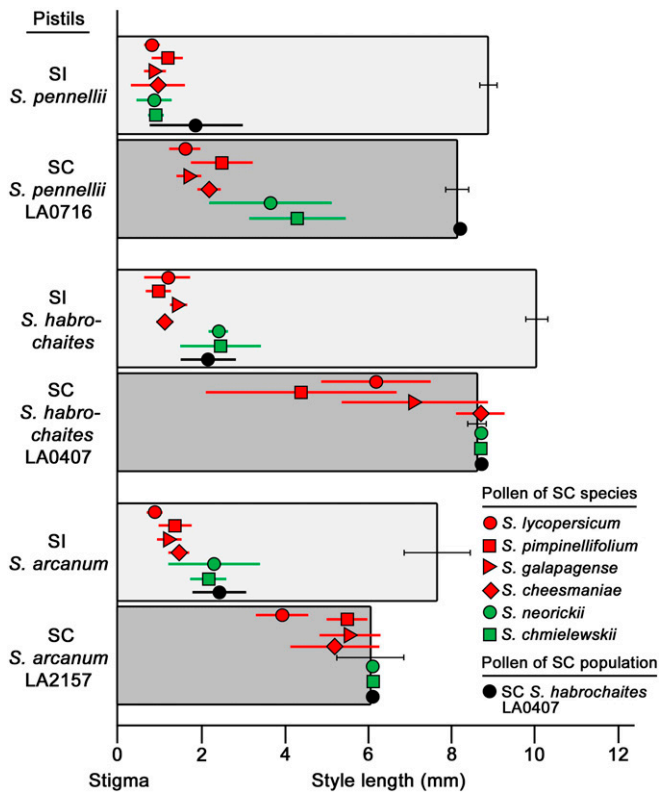 Pistils
SI
S. pennellii
SC
S. pennellii
LA0716
SI
S. habro-
chaites
SC
S. habro-
chaites
LA0407
SI
S. arcanum
SC
S. arcanum
LA2157
Pollen of SC species
S. lycopersicum
S. pimpinellifolium
S. galapagense
S. cheesmaniae
S. neorickii
S. chmielewskii
Pollen of SC population
SC S. habrochaites
LA0407
0 2 4 6 8 10 12
Stigma Style length (mm)